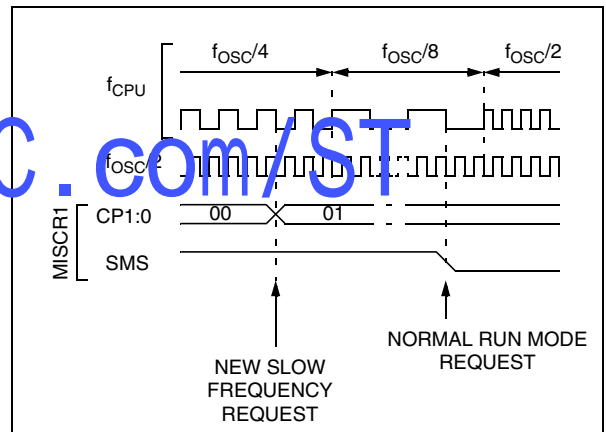 fOSC/4 fOSC/8 fOSC/2
fCPU
C.com/ST
fOSC/2
MISCR1
CP1:0 00 01
SMS
NEW SLOW
FREQUENCY
REQUEST
NORMAL RUN MODE
REQUEST